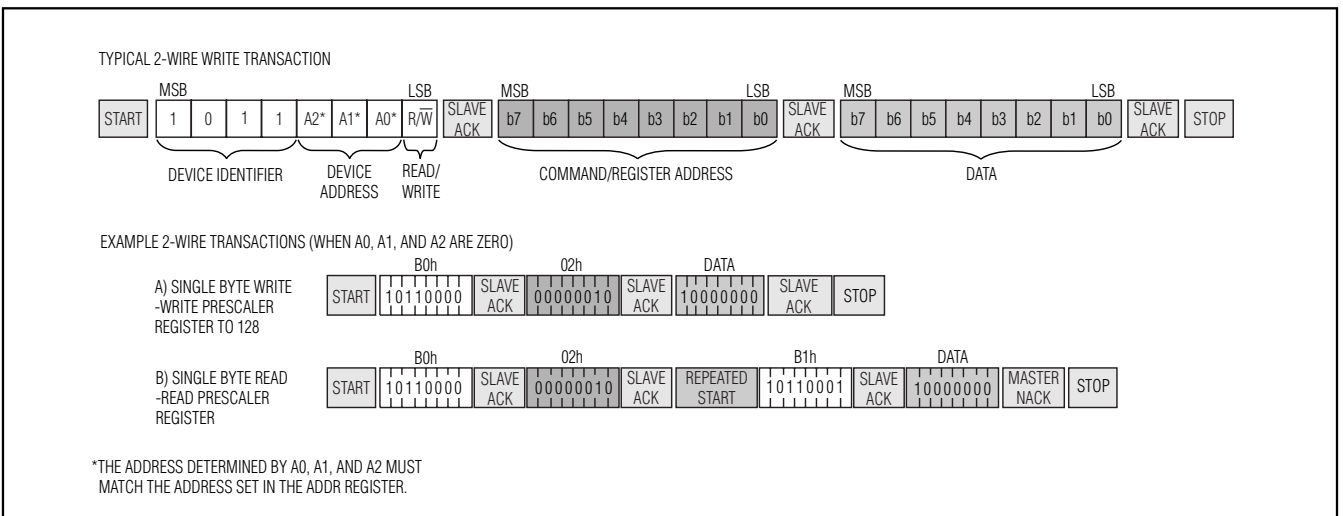 TYPICAL 2-WIRE WRITE TRANSACTION
MSB LSB MSB LSB MSB LSB
START 1 0 1 1 A2* A1* A0* R/W̅ SLAVE ACK b7 b6 b5 b4 b3 b2 b1 b0 SLAVE ACK b7 b6 b5 b4 b3 b2 b1 b0 SLAVE ACK STOP
DEVICE IDENTIFIER DEVICE ADDRESS READ/WRITE COMMAND/REGISTER ADDRESS DATA
EXAMPLE 2-WIRE TRANSACTIONS (WHEN A0, A1, AND A2 ARE ZERO)
B0h 02h DATA
A) SINGLE BYTE WRITE
-WRITE PRESCALER
REGISTER TO 128
START 10110000 SLAVE ACK 00000010 SLAVE ACK 10000000 SLAVE ACK STOP
B0h 02h B1h DATA
B) SINGLE BYTE READ
-READ PRESCALER
REGISTER
START 10110000 SLAVE ACK 00000010 SLAVE ACK REPEATED START 10110001 SLAVE ACK 10000000 MASTER NACK STOP
*THE ADDRESS DETERMINED BY A0, A1, AND A2 MUST
MATCH THE ADDRESS SET IN THE ADDR REGISTER.